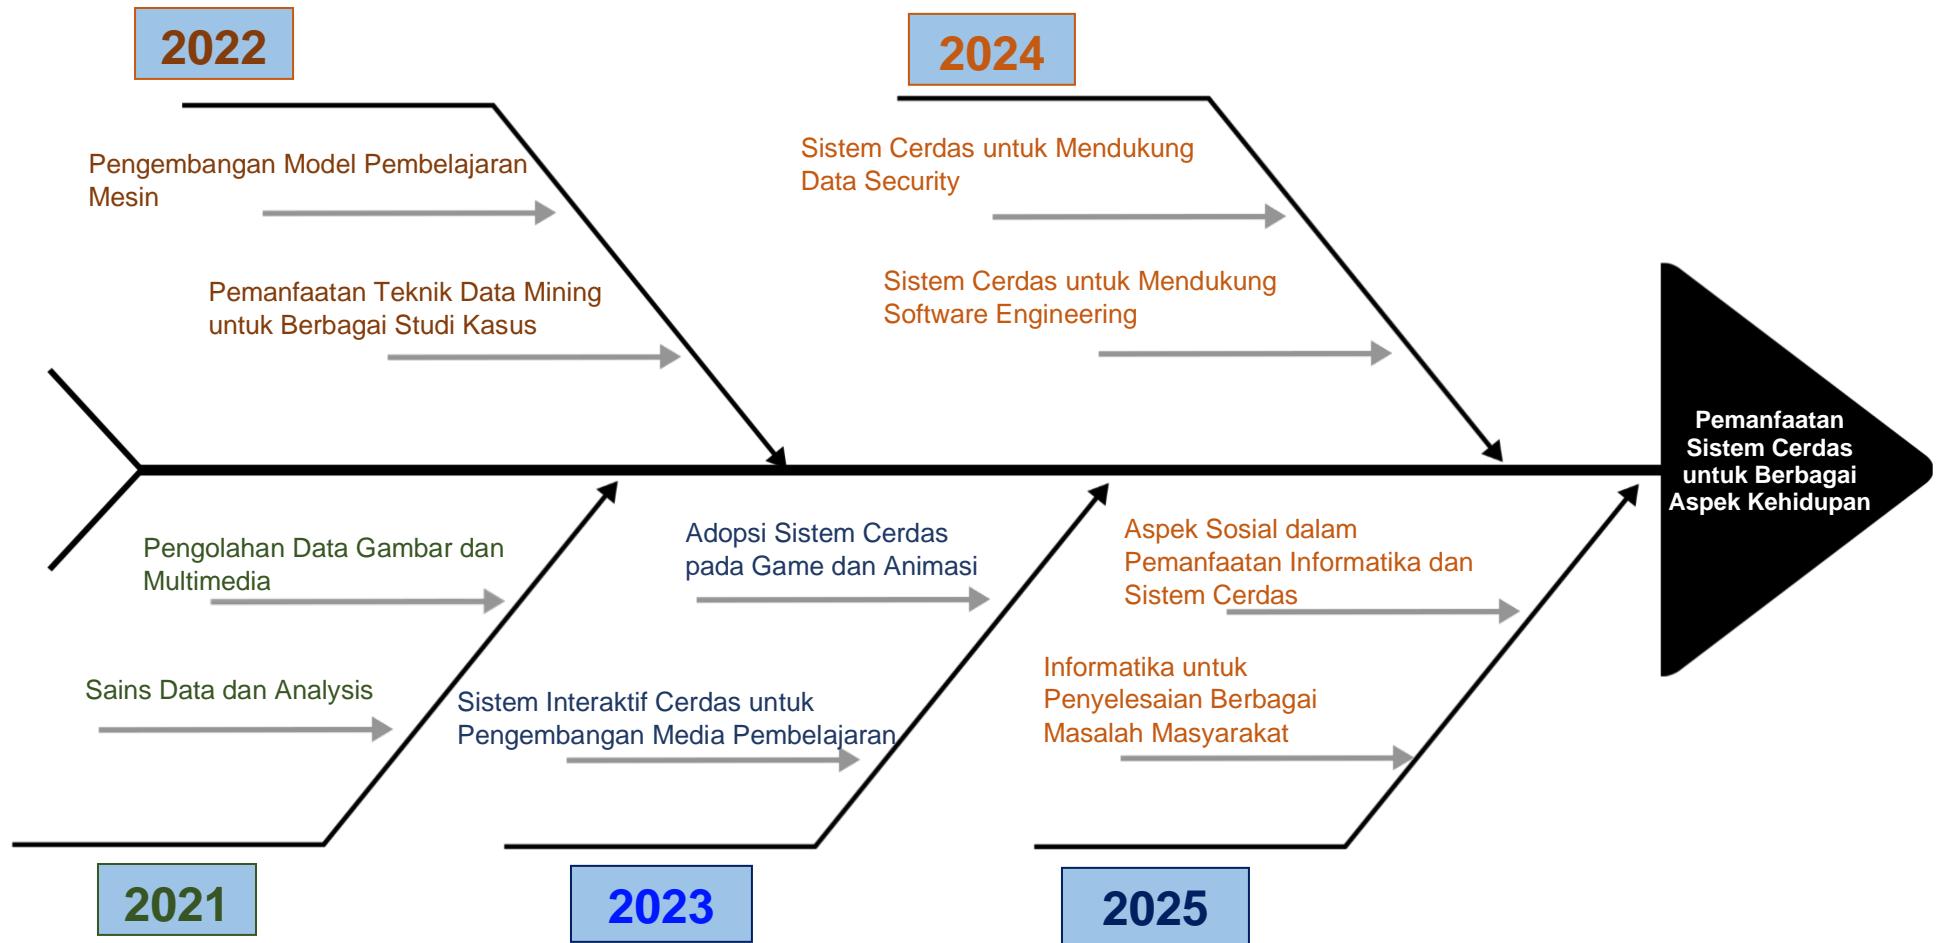 2022
2024
Pengembangan Model Pembelajaran
Mesin
Pemanfaatan Teknik Data Mining
untuk Berbagai Studi Kasus
Sistem Cerdas untuk Mendukung
Data Security
Sistem Cerdas untuk Mendukung
Software Engineering
Pemanfaatan
Sistem Cerdas
untuk Berbagai
Aspek Kehidupan
Pengolahan Data Gambar dan
Multimedia
Sains Data dan Analysis
Adopsi Sistem Cerdas
pada Game dan Animasi
Sistem Interaktif Cerdas untuk
Pengembangan Media Pembelajaran
Aspek Sosial dalam
Pemanfaatan Informatika dan
Sistem Cerdas
Informatika untuk
Penyelesaian Berbagai
Masalah Masyarakat
2021
2023
2025